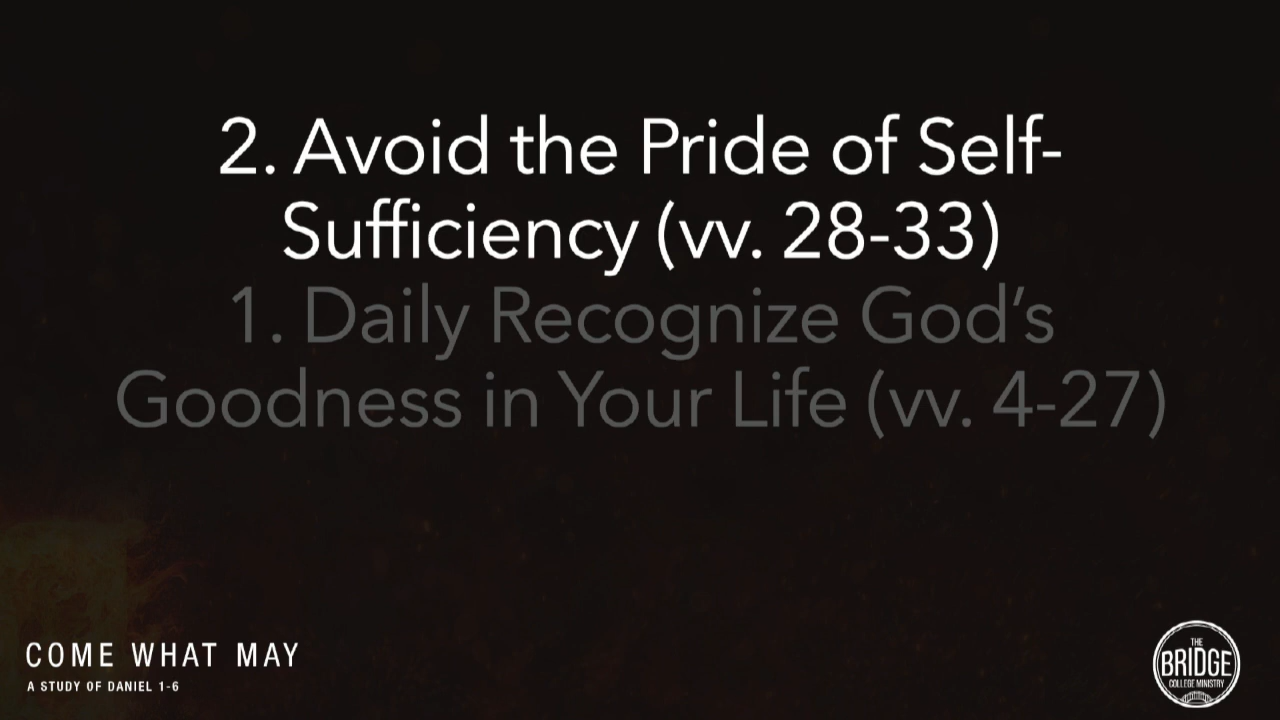 2. Avoid the Pride of Self-
Sufficiency (vv. 28-33)
1. Daily Recognize God’s
Goodness in Your Life (vv. 4-27)
COME WHAT MAY
A STUDY OF DANIEL 1-6
THE
BRIDGE
COLLEGE MINISTRY